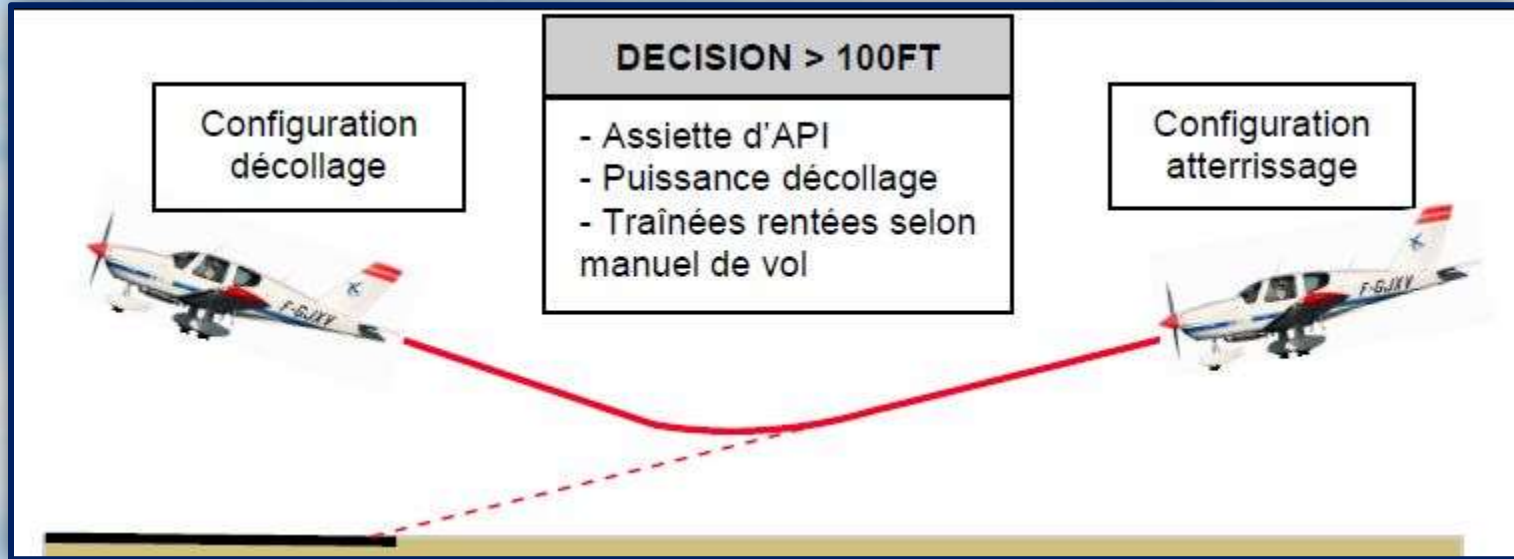 DECISION > 100FT
Configuration
décollage
- Assiette d'API
- Puissance décollage
- Traînées rentées selon
manuel de vol
Configuration
atterrissage
F-GJXV
F-GJXV